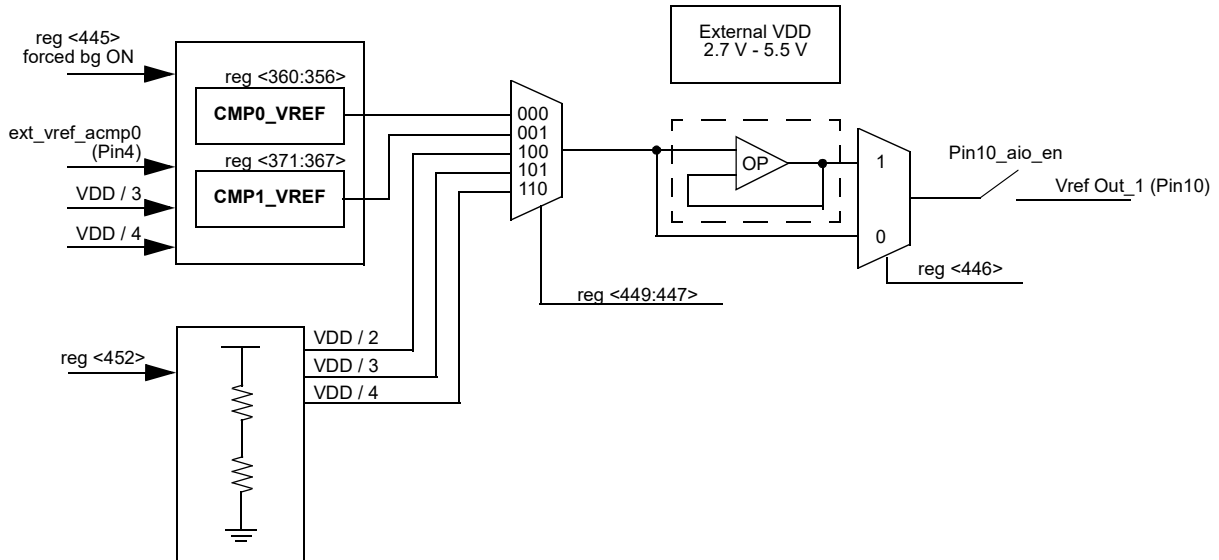 reg <445>
forced bg ON
ext_vref_acmp0
(Pin4)
VDD / 3
VDD / 4
reg <360:356>
CMP0_VREF
reg <371:367>
CMP1_VREF
000
001
100
101
110
reg <449:447>
External VDD
2.7 V - 5.5 V
OP
1
0
reg <446>
Pin10_aio_en
Vref Out_1 (Pin10)
reg <452>
VDD / 2
VDD / 3
VDD / 4